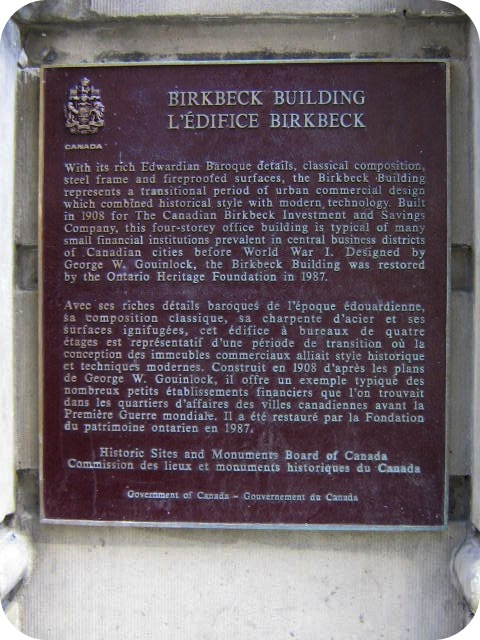 BIRKBECK BUILDING
L'ÉDIFICE BIRKBECK
CANADA
With its rich Edwardian Baroque details, classical composition,
steel frame and fireproofed surfaces, the Birkbeck Building
represents a transitional period of urban commercial design
which combined historical style with modern technology. Built
in 1908 for The Canadian Birkbeck Investment and Savings
Company, this four-storey office building is typical of many
small financial institutions prevalent in central business districts
of Canadian cities before World War I. Designed by
George W. Gouinlock, the Birkbeck Building was restored
by the Ontario Heritage Foundation in 1987.
Avec ses riches détails baroques de l'époque édouardienne,
sa composition classique, sa charpente d'acier et ses
surfaces ignifugées, cet édifice à bureaux de quatre
étages est représentatif d'une période de transition où la
conception des immeubles commerciaux alliait style historique
et techniques modernes. Construit en 1908 d'après les plans
de George W. Gouinlock, il offre un exemple typique des
nombreux petits établissements financiers que l'on trouvait
dans les quartiers d'affaires des villes canadiennes avant la
Première Guerre mondiale. Il a été restauré par la Fondation
du patrimoine ontarien en 1987.
Historic Sites and Monuments Board of Canada
Commission des lieux et monuments historiques du Canada
Government of Canada – Gouvernement du Canada